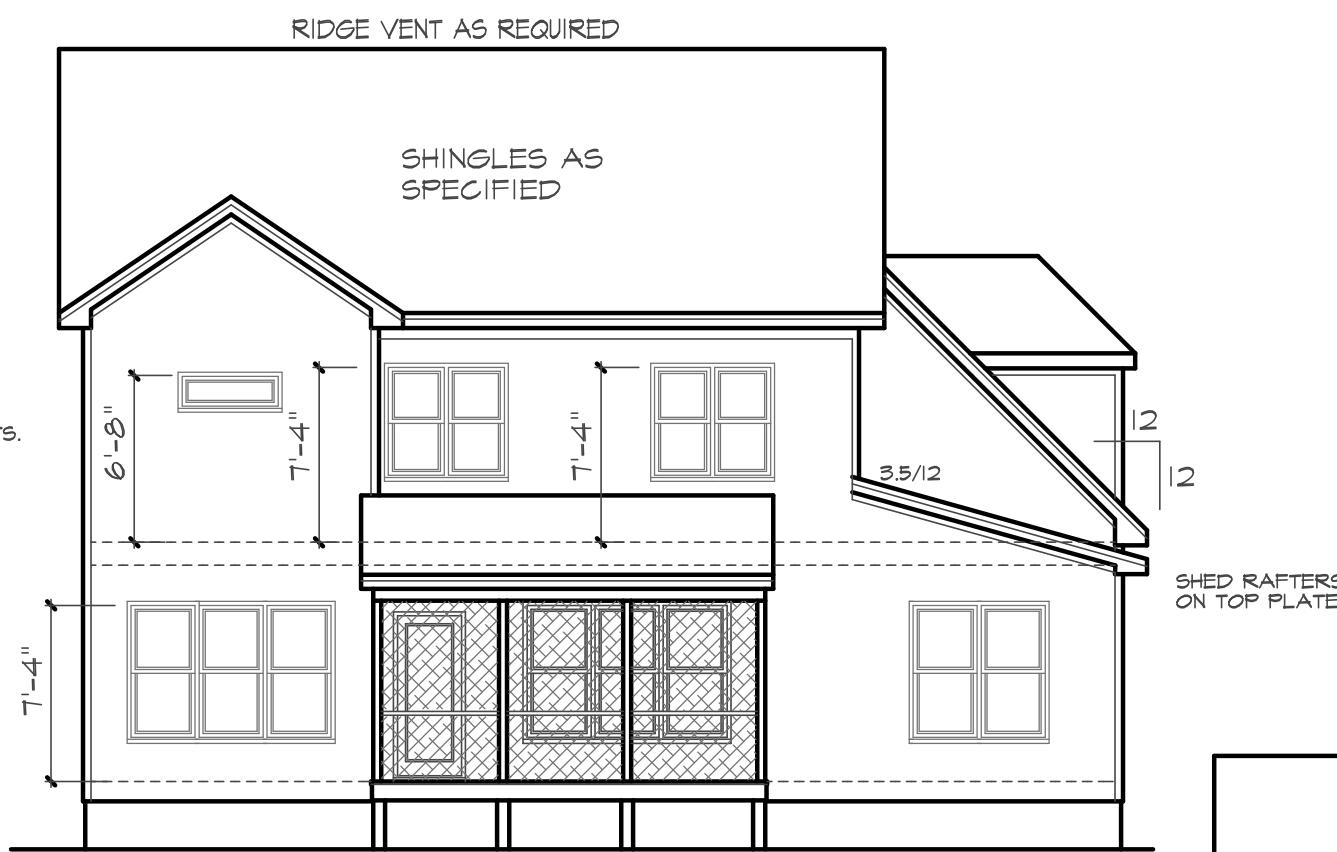 RIDGE VENT AS REQUIRED
SHINGLES AS
SPECIFIED
6'-8"
7'-4"
7'-4"
12
12
3.5/12
SHED RAFTERS
ON TOP PLATE
7'-4"